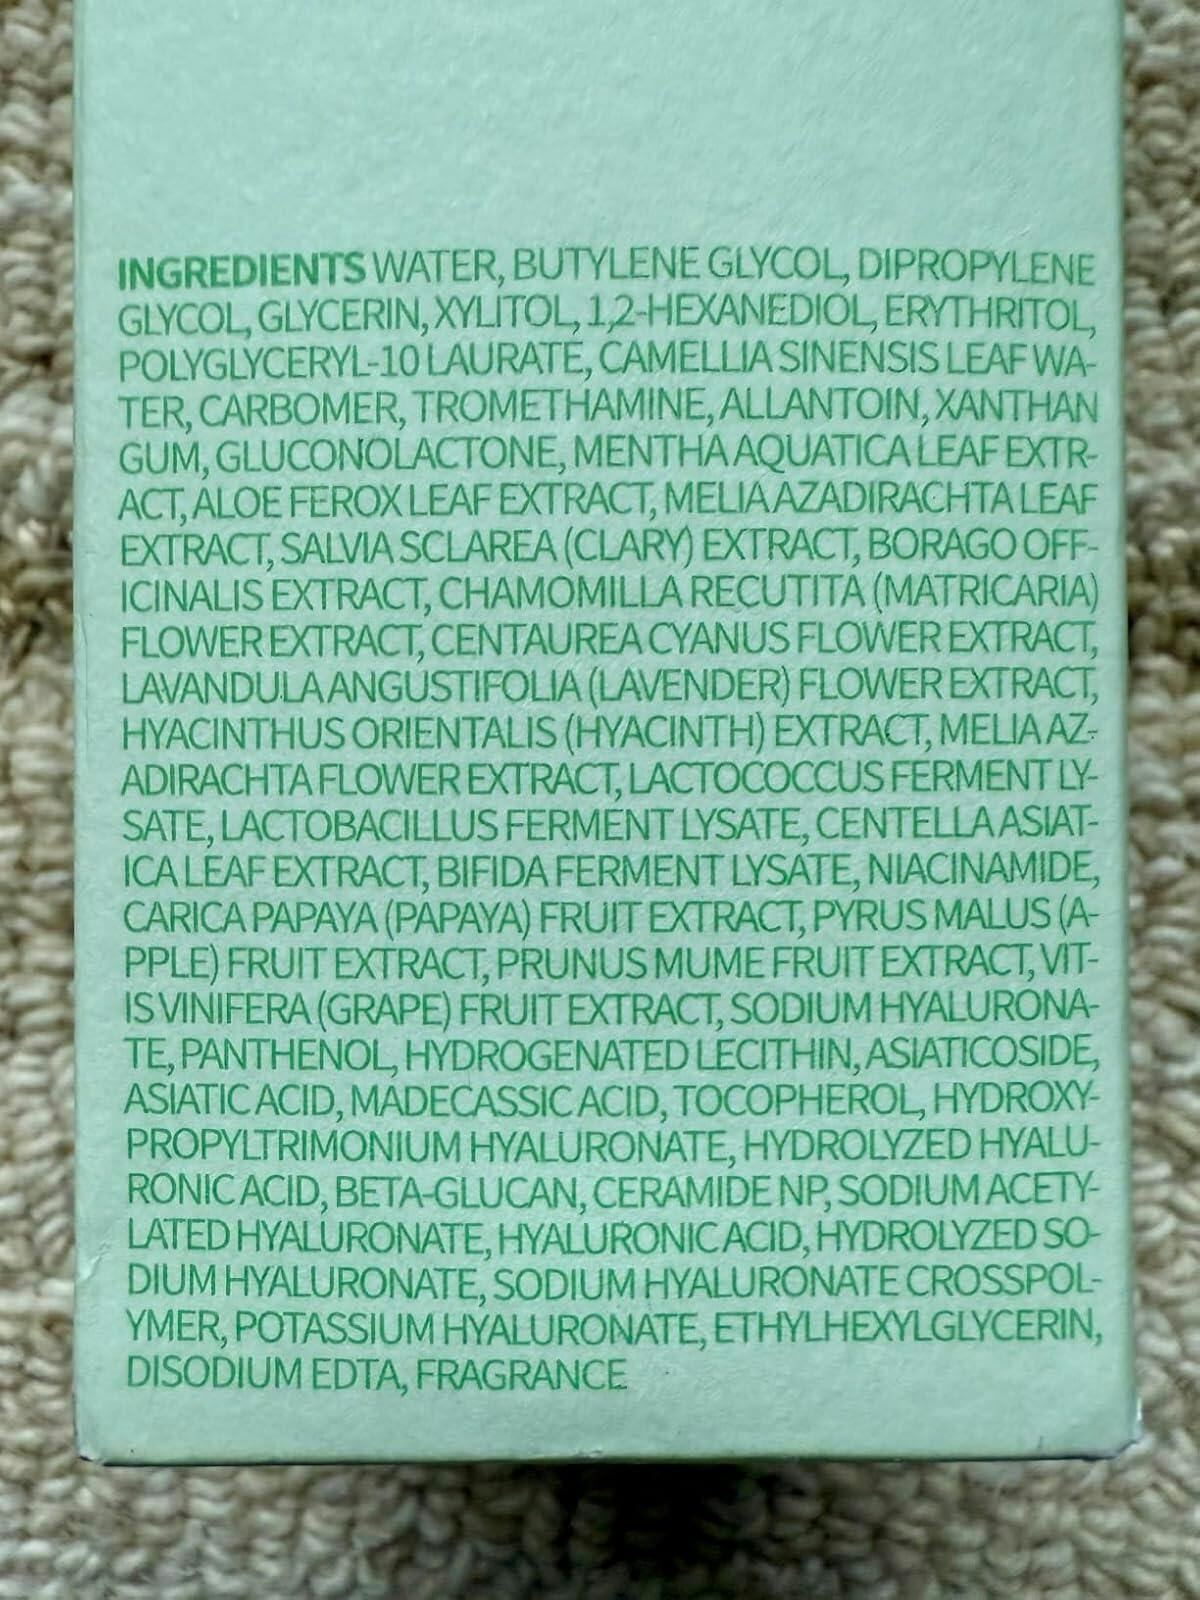 INGREDIENTS WATER, BUTYLENE GLYCOL, DIPROPYLENE
GLYCOL, GLYCERIN, XYLITOL, 1,2-HEXANEDIOL, ERYTHRITOL,
POLYGLYCERYL-10 LAURATE, CAMELLIA SINENSIS LEAF WA-
TER, CARBOMER, TROMETHAMINE, ALLANTOIN, XANTHAN
GUM, GLUCONOLACTONE, MENTHA AQUATICA LEAF EXTR-
ACT, ALOE FEROX LEAF EXTRACT, MELIA AZADIRACHTA LEAF
EXTRACT, SALVIA SCLAREA (CLARY) EXTRACT, BORAGO OFF-
ICINALIS EXTRACT, CHAMOMILLA RECUTITA (MATRICARIA)
FLOWER EXTRACT, CENTAUREA CYANUS FLOWER EXTRACT,
LAVANDULA ANGUSTIFOLIA (LAVENDER) FLOWER EXTRACT,
HYACINTHUS ORIENTALIS (HYACINTH) EXTRACT, MELIA AZ-
ADIRACHTA FLOWER EXTRACT, LACTOCOCCUS FERMENT LY-
SATE, LACTOBACILLUS FERMENT LYSATE, CENTELLA ASIAT-
ICA LEAF EXTRACT, BIFIDA FERMENT LYSATE, NIACINAMIDE,
CARICA PAPAYA (PAPAYA) FRUIT EXTRACT, PYRUS MALUS (A-
PPLE) FRUIT EXTRACT, PRUNUS MUME FRUIT EXTRACT, VIT-
IS VINIFERA (GRAPE) FRUIT EXTRACT, SODIUM HYALURONA-
TE, PANTHENOL, HYDROGENATED LECITHIN, ASIATICOSIDE,
ASIATIC ACID, MADECASSIC ACID, TOCOPHEROL, HYDROXY-
PROPYLTRIMONIUM HYALURONATE, HYDROLYZED HYALU-
RONIC ACID, BETA-GLUCAN, CERAMIDE NP, SODIUM ACETY-
LATED HYALURONATE, HYALURONIC ACID, HYDROLYZED SO-
DIUM HYALURONATE, SODIUM HYALURONATE CROSSPOL-
YMER, POTASSIUM HYALURONATE, ETHYLHEXYLGLYCERIN,
DISODIUM EDTA, FRAGRANCE